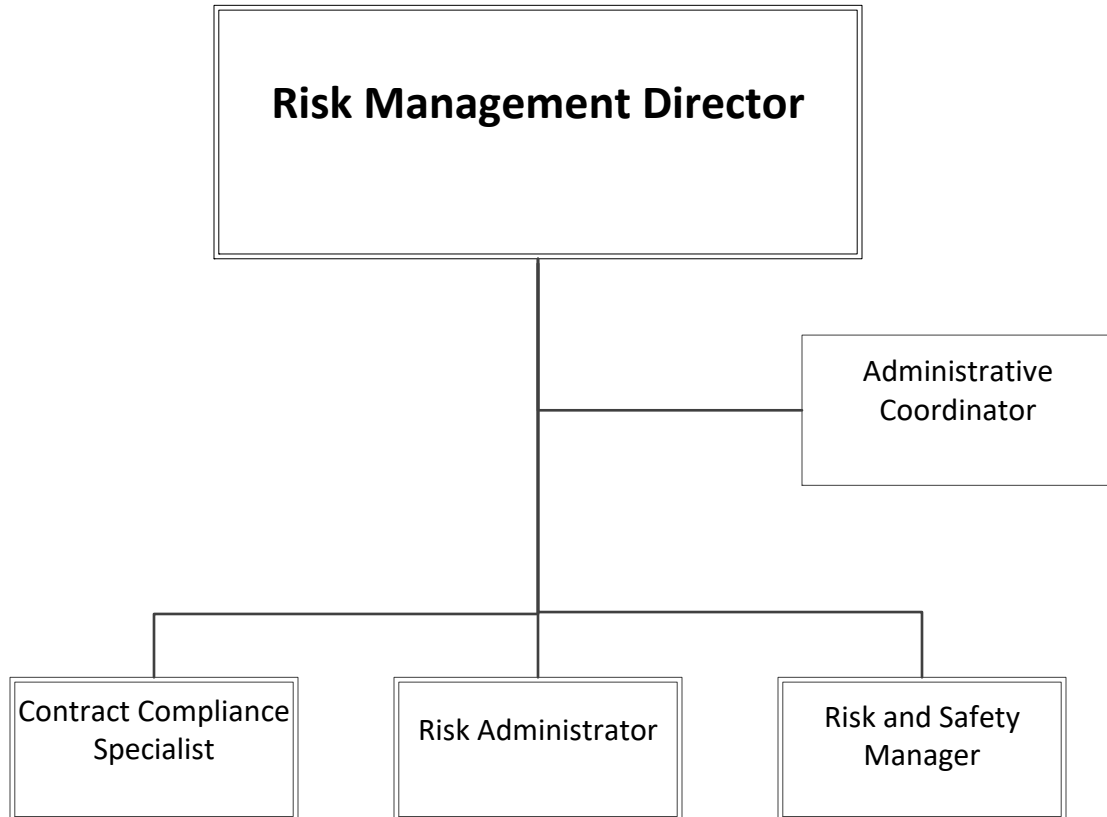 Risk Management Director
Administrative
Coordinator
Contract Compliance
Specialist
Risk Administrator
Risk and Safety
Manager